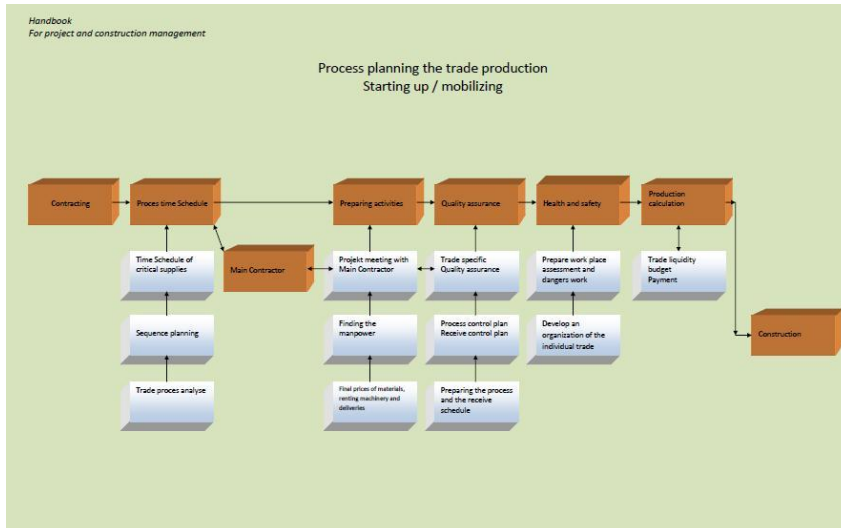 Handbook
For project and construction management
Process planning the trade production
Starting up / mobilizing
Contracting
Proces time Schedule
Preparing activities
Quality assurance
Health and safety
Production
calculation
Time Schedule of
critical supplies
Main Contractor
Projekt meeting with
Main Contractor
Trade specific
Quality assurance
Prepare work place
assessment and
dangers work
Trade liquidity
budget
Payment
Sequence planning
Finding the
manpower
Process control plan
Receive control plan
Develop an
organization of the
individual trade
Construction
Trade proces analyse
Final prices of materials,
renting machinery and
deliveries
Preparing the process
and the receive
schedule